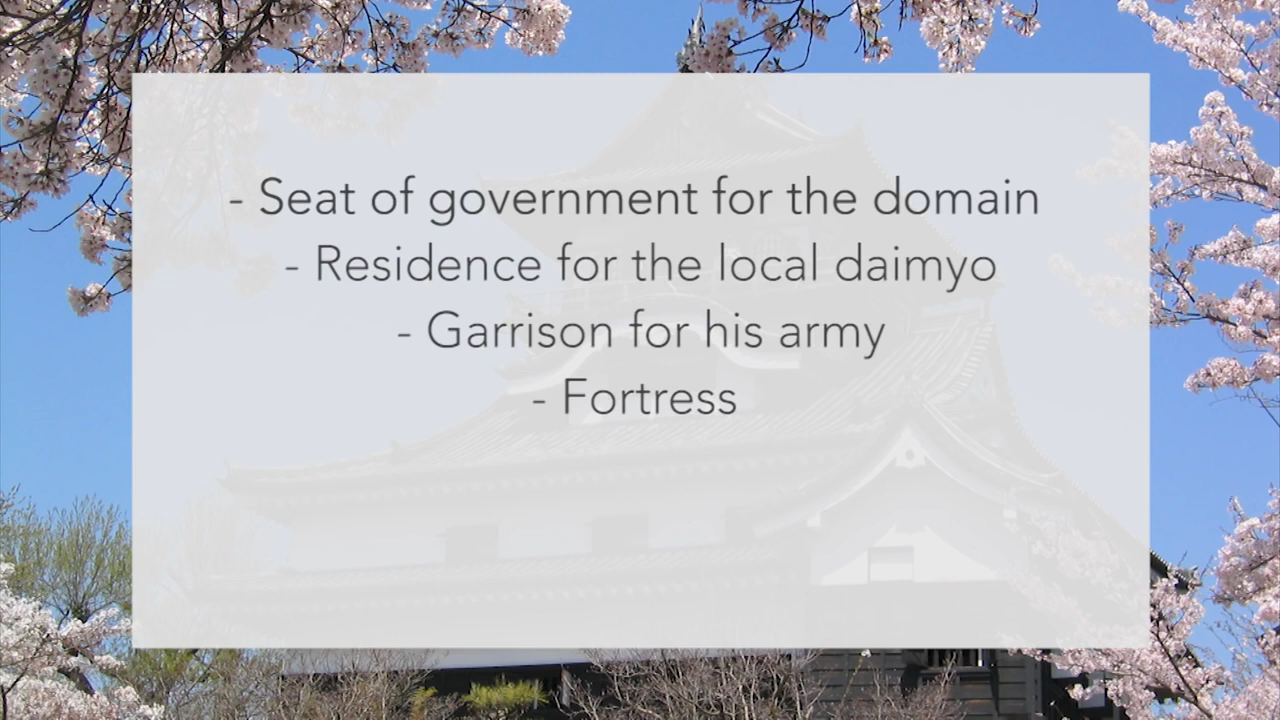 - Seat of government for the domain
- Residence for the local daimyo
- Garrison for his army
- Fortress